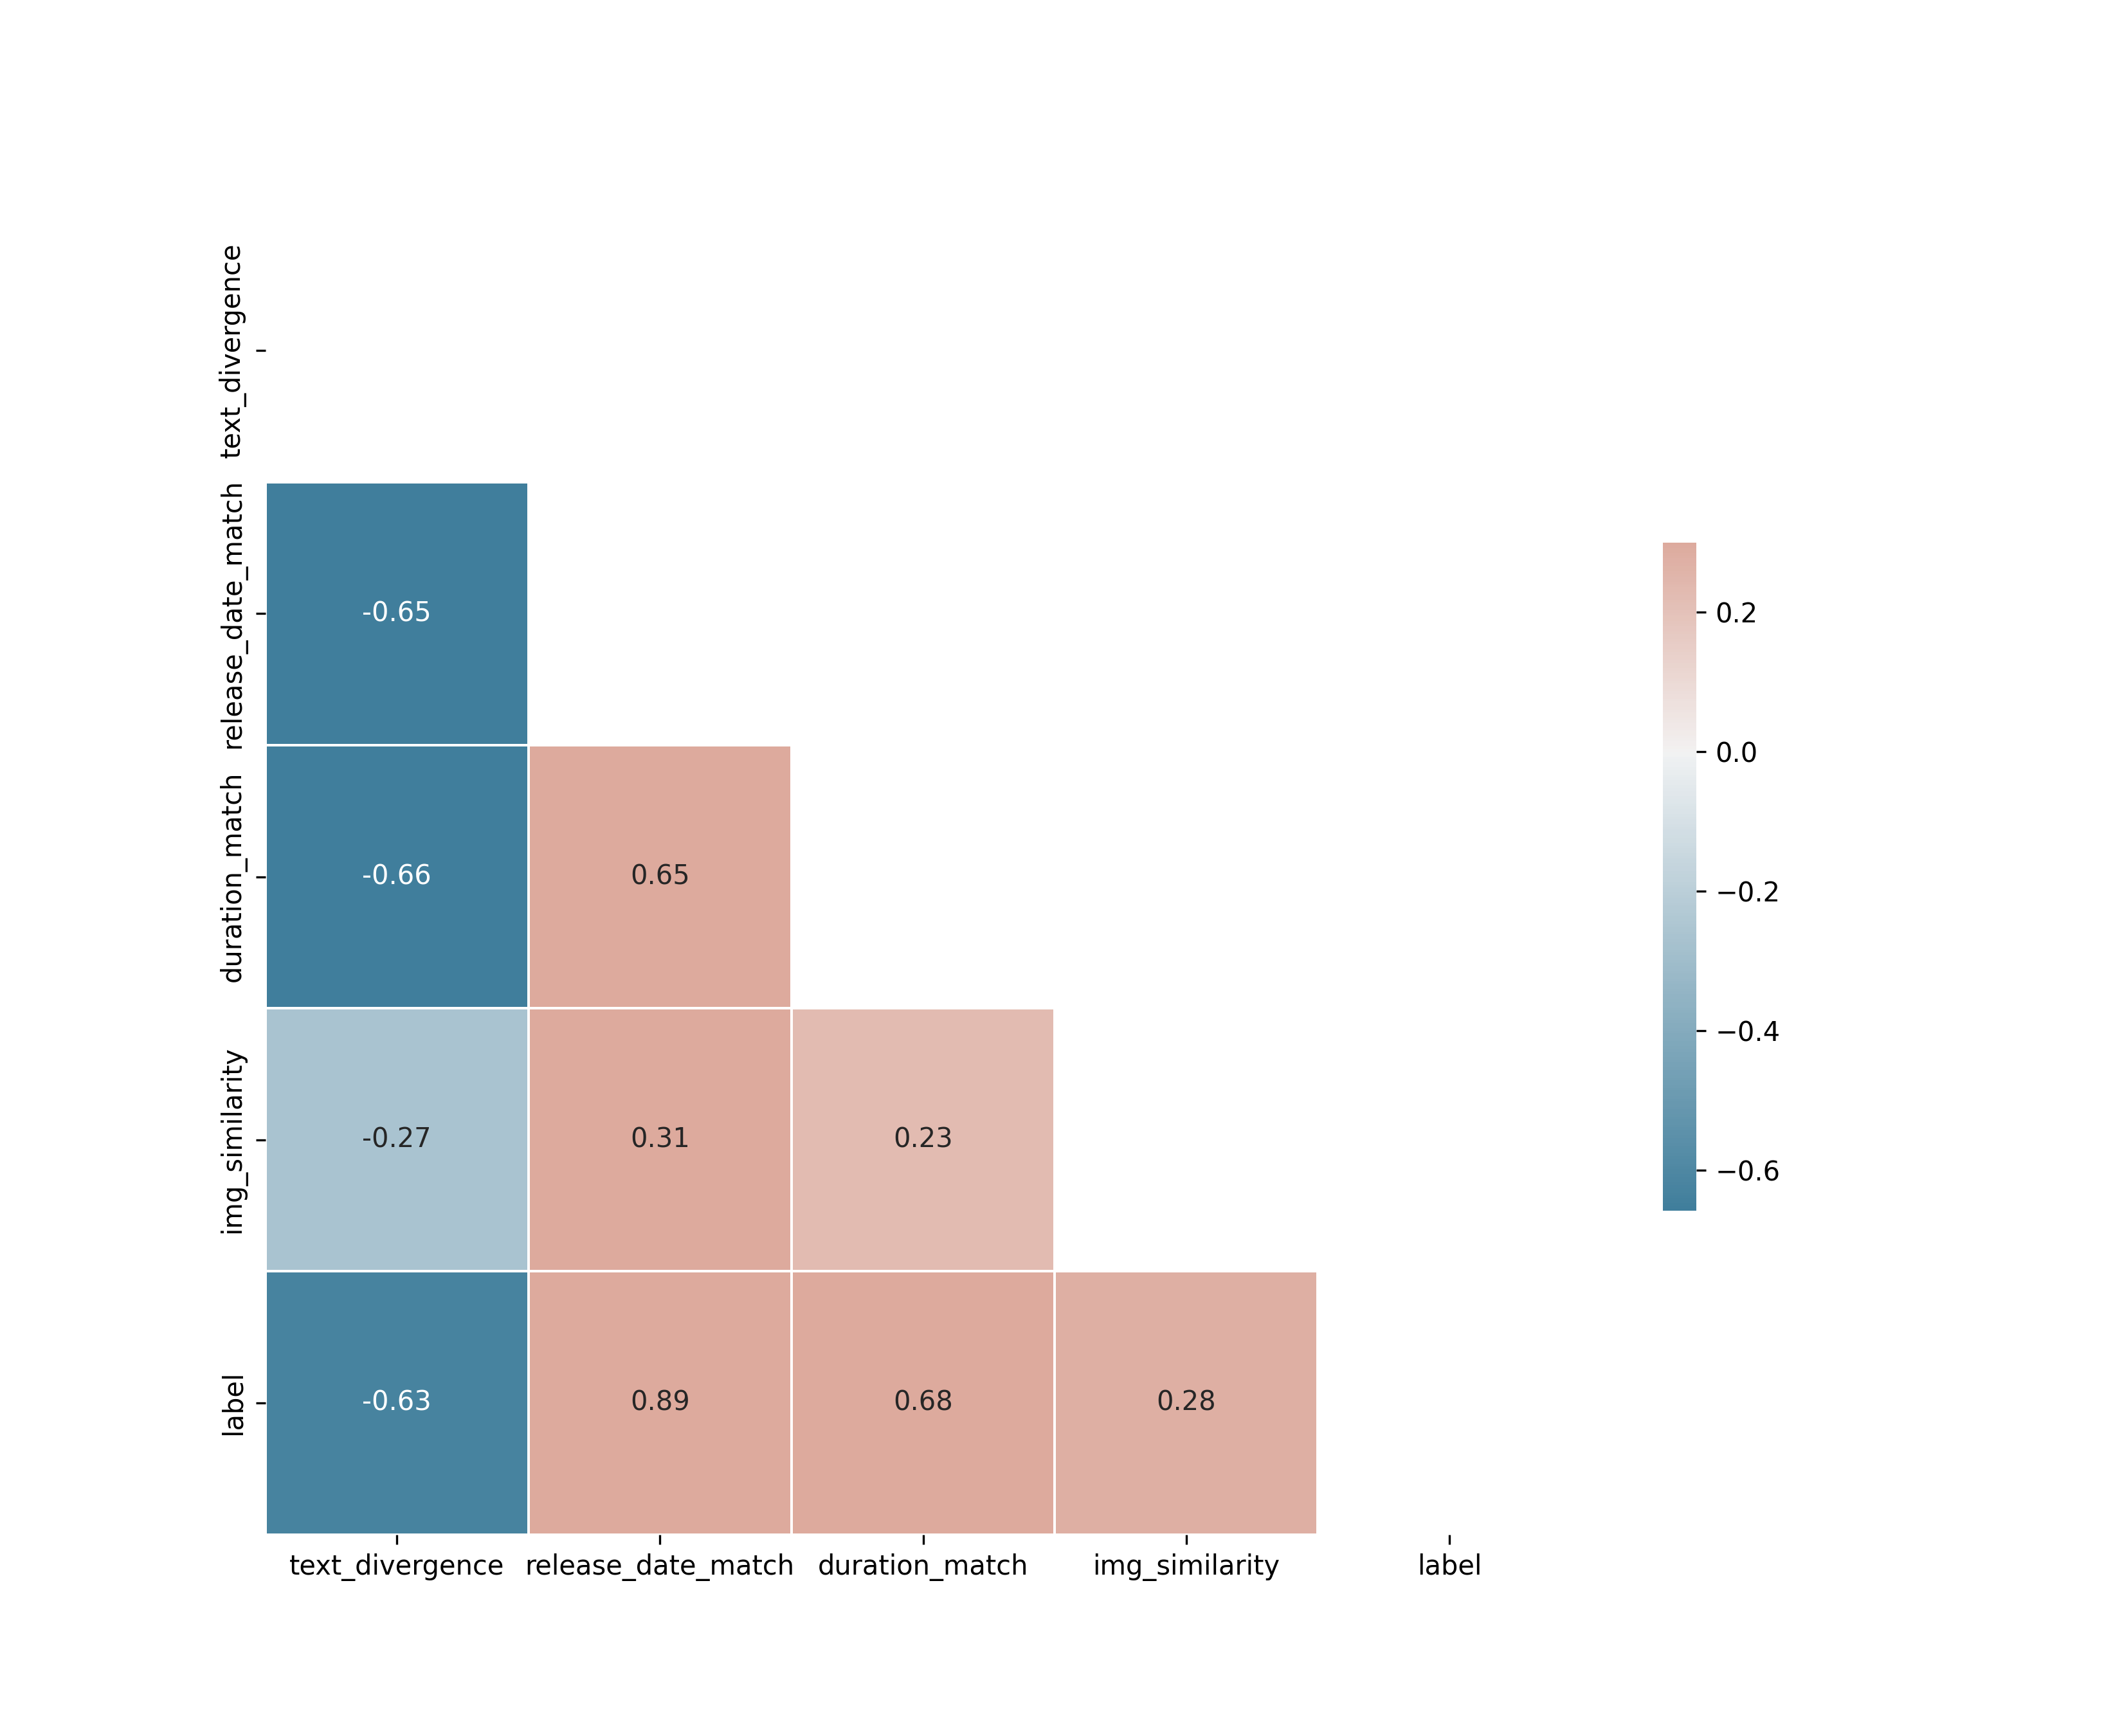 text_divergence
release_date_match
-0.65
duration_match
-0.66 0.65
img_similarity
-0.27 0.31 0.23
label
-0.63 0.89 0.68 0.28
text_divergence release_date_match duration_match img_similarity label
0.2
0.0
−0.2
−0.4
−0.6